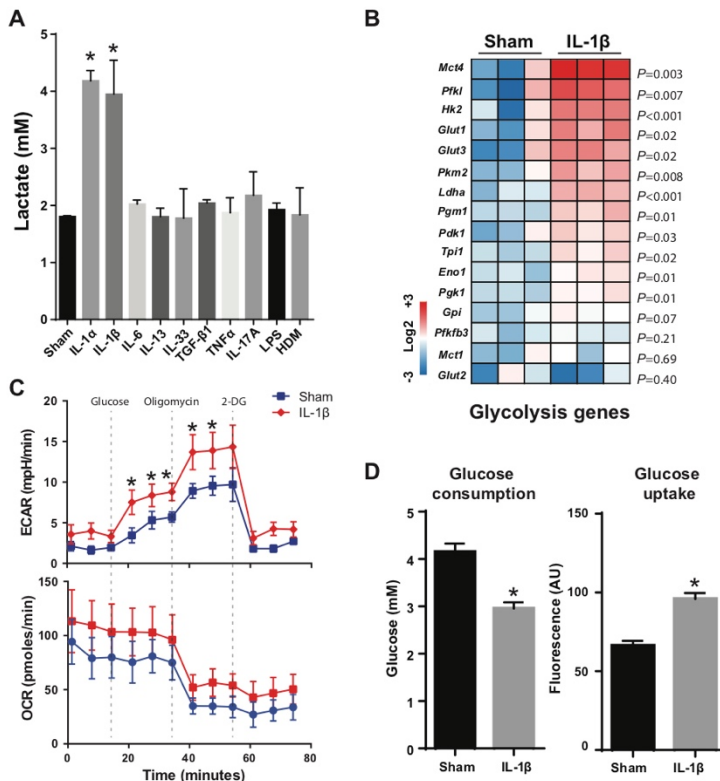 A
Lactate (mM)
6
4
2
0
Sham
IL-1α
IL-1β
IL-6
IL-13
IL-33
TGF-β1
TNFα
IL-17A
LPS
HDM
*
*
B
Sham
IL-1β
Mct4 P=0.003
Pfkl P=0.007
Hk2 P<0.001
Glut1 P=0.02
Glut3 P=0.02
Pkm2 P=0.008
Ldha P<0.001
Pgm1 P=0.01
Pdk1 P=0.03
Tpi1 P=0.02
Eno1 P=0.01
Pgk1 P=0.01
Gpi P=0.07
Pfkfb3 P=0.21
Mct1 P=0.69
Glut2 P=0.40
+3
Log2
-3
Glycolysis genes
C
Sham
IL-1β
Glucose
Oligomycin
2-DG
ECAR (mpH/min)
20
15
10
5
0
* * * * *
OCR (pmoles/min)
150
100
50
0
0 20 40 60 80
Time (minutes)
D
Glucose
consumption
Glucose (mM)
5
4
3
2
1
0
*
Sham
IL-1β
Glucose
uptake
Fluorescence (AU)
150
100
50
0
*
Sham
IL-1β